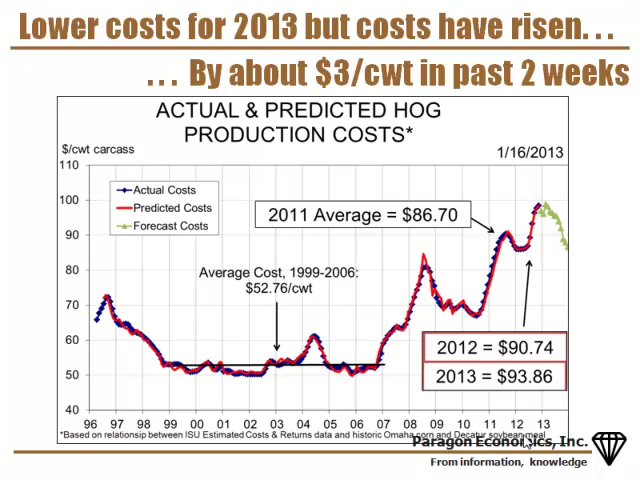 Lower costs for 2013 but costs have risen. . .
. . . By about $3/cwt in past 2 weeks
ACTUAL & PREDICTED HOG
PRODUCTION COSTS*
$/cwt carcass
1/16/2013
110
100
90
80
70
60
50
40
Actual Costs
Predicted Costs
Forecast Costs
2011 Average = $86.70
Average Cost, 1999-2006:
$52.76/cwt
2012 = $90.74
2013 = $93.86
96 97 98 99 00 01 02 03 04 05 06 07 08 09 10 11 12 13
*Based on relationsip between ISU Estimated Costs & Returns data and historic Omaha corn and Decatur soybean meal
Paragon Economics, Inc.
From information, knowledge